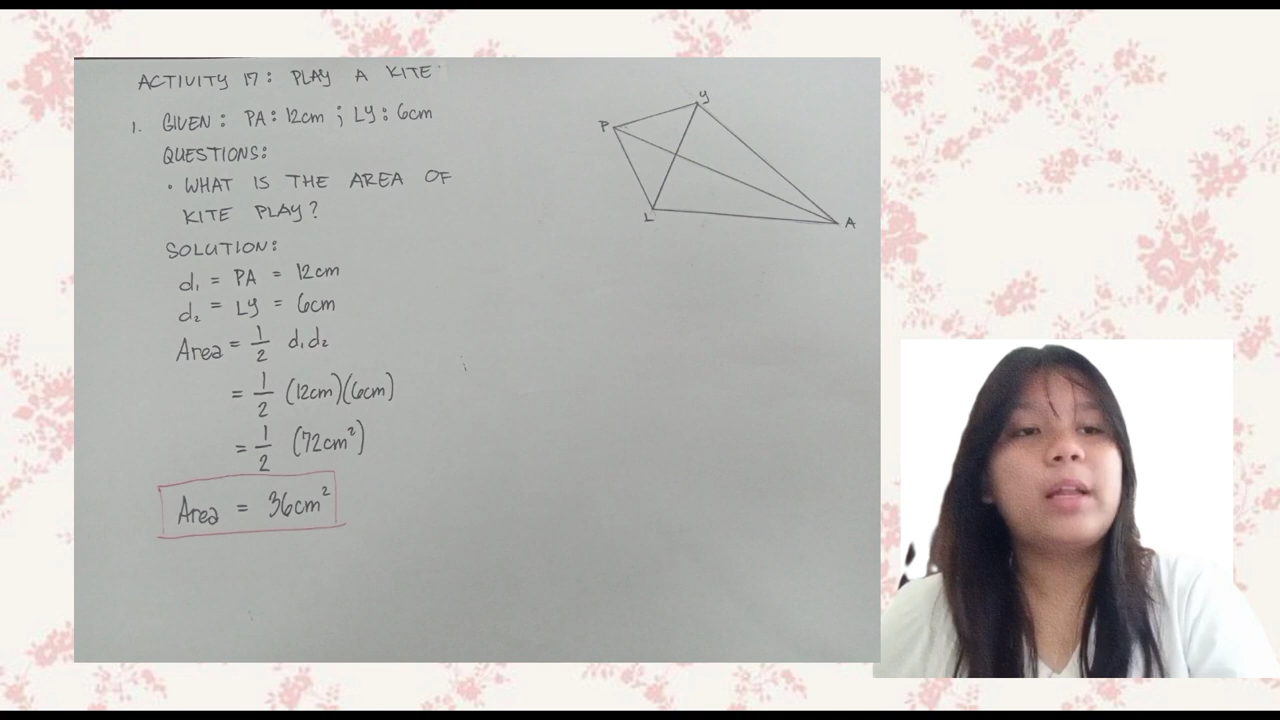 ACTIVITY 17: PLAY A KITE
1. GIVEN: PA: 12cm ; LY: 6cm
QUESTIONS:
• WHAT IS THE AREA OF
KITE PLAY?
SOLUTION:
d₁ = PA = 12cm
d₂ = LY = 6cm
Area = 1/2 d₁d₂
= 1/2 (12cm)(6cm)
= 1/2 (72cm²)
Area = 36cm²
Y
P
L
A